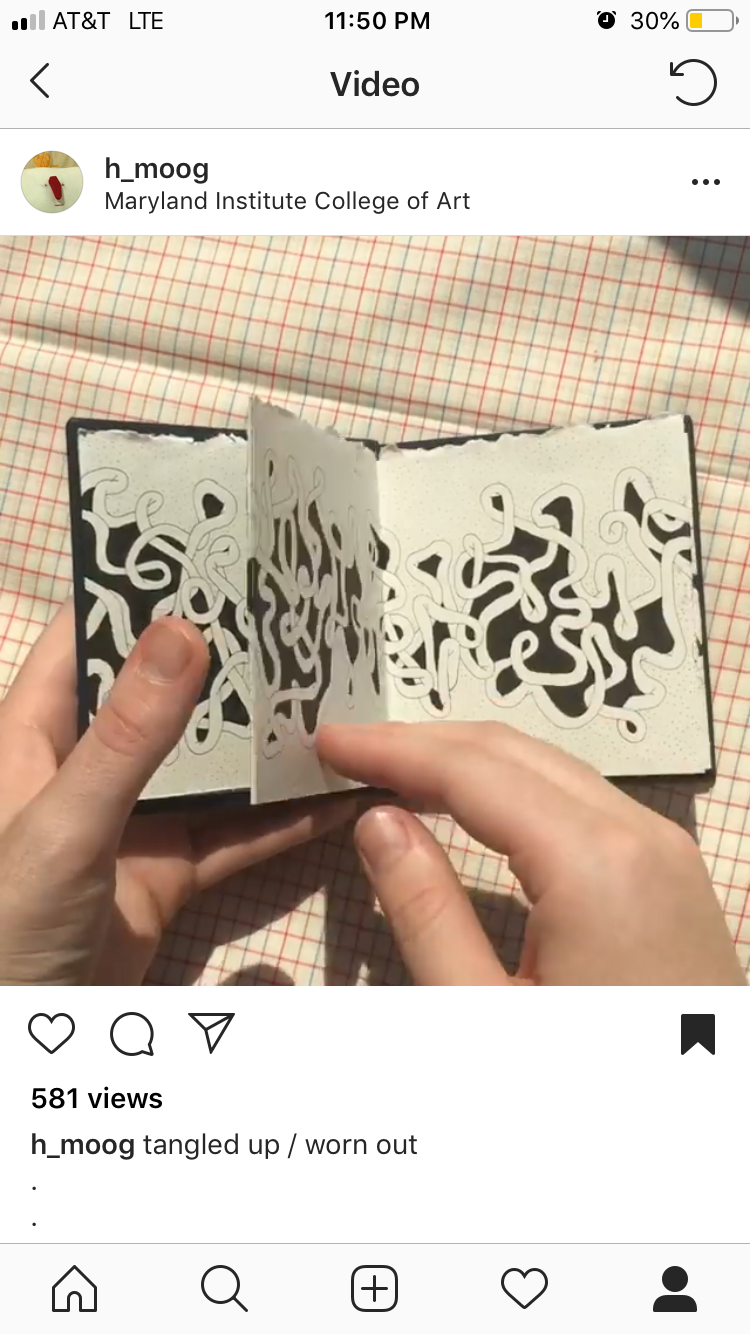 AT&T LTE 11:50 PM 30%
Video
h_moog
Maryland Institute College of Art
581 views
h_moog tangled up / worn out
.
.